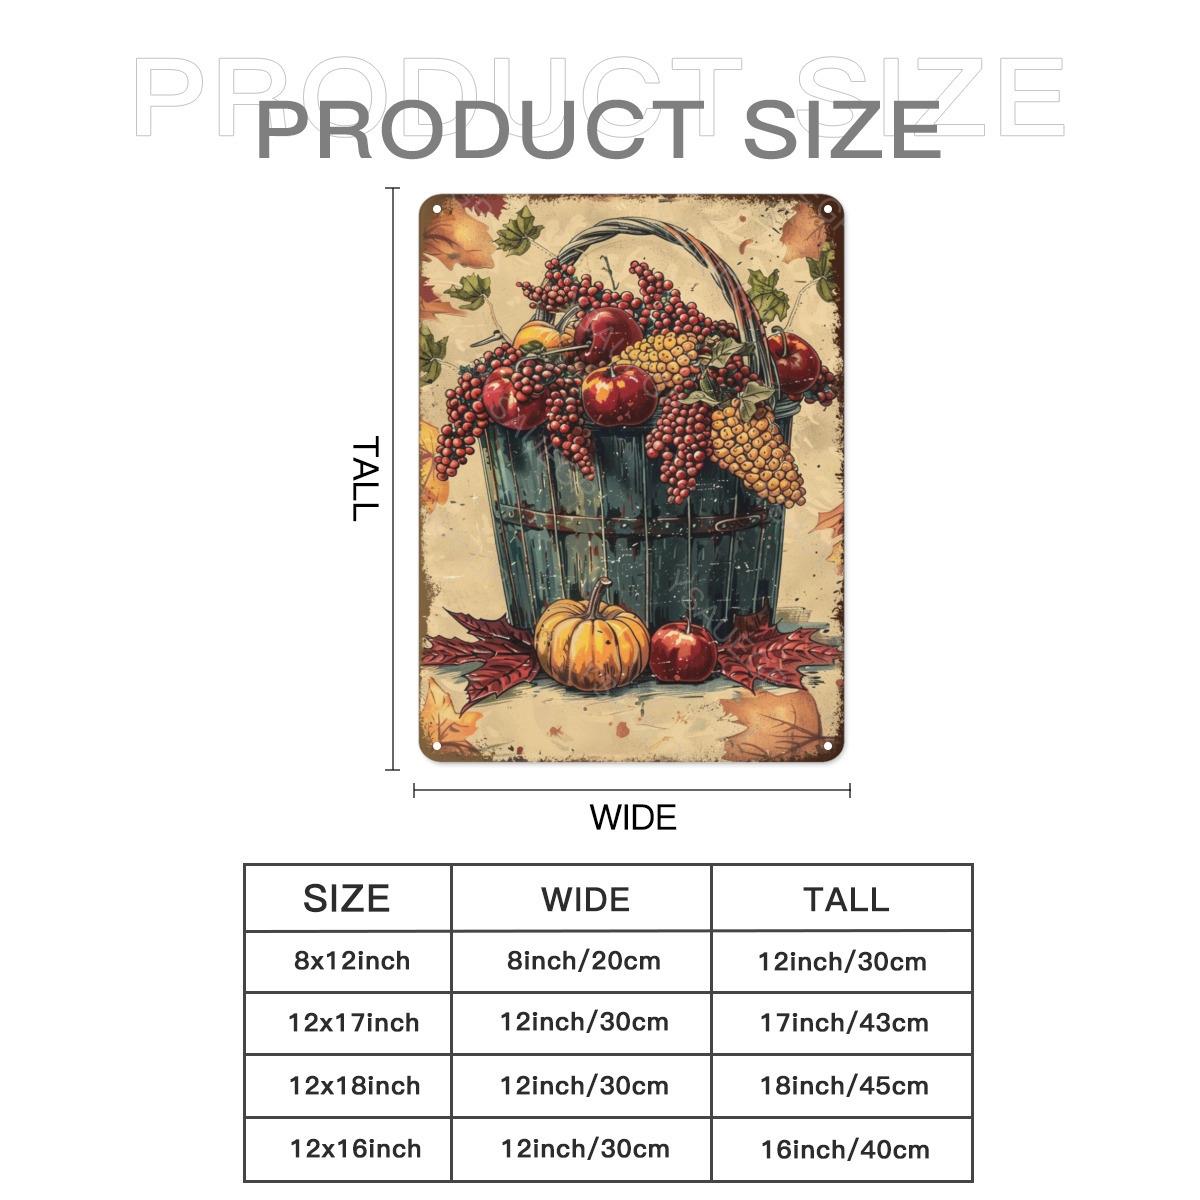 PRODUCT SIZE
PRODUCT SIZE
TALL
WIDE
SIZE WIDE TALL
8x12inch 8inch/20cm 12inch/30cm
12x17inch 12inch/30cm 17inch/43cm
12x18inch 12inch/30cm 18inch/45cm
12x16inch 12inch/30cm 16inch/40cm